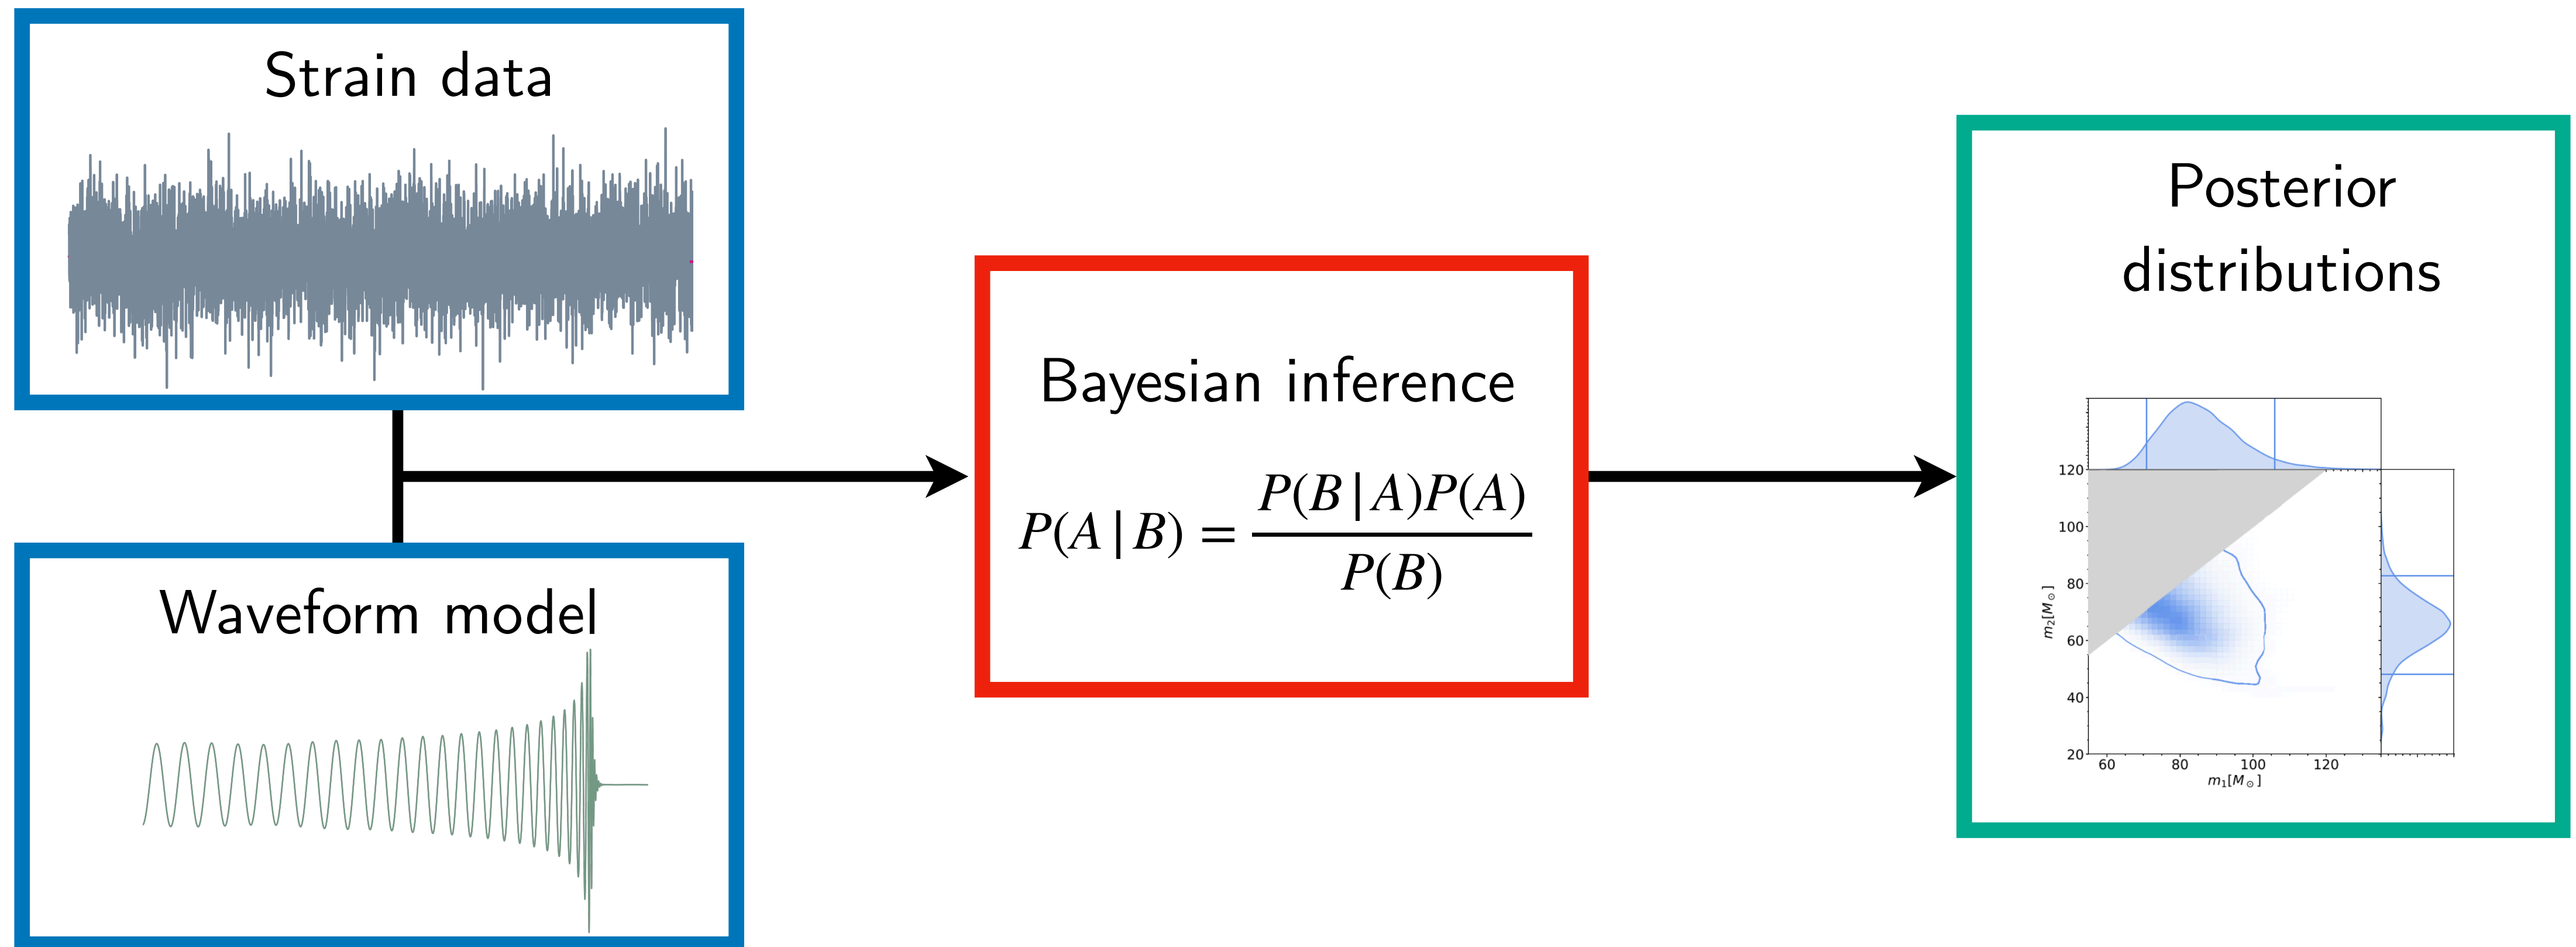 Strain data
Waveform model
Bayesian inference
P(A | B) = P(B | A)P(A) / P(B)
Posterior
distributions
120
100
80
60
40
20
m₂[M⊙]
60 80 100 120
m₁[M⊙]